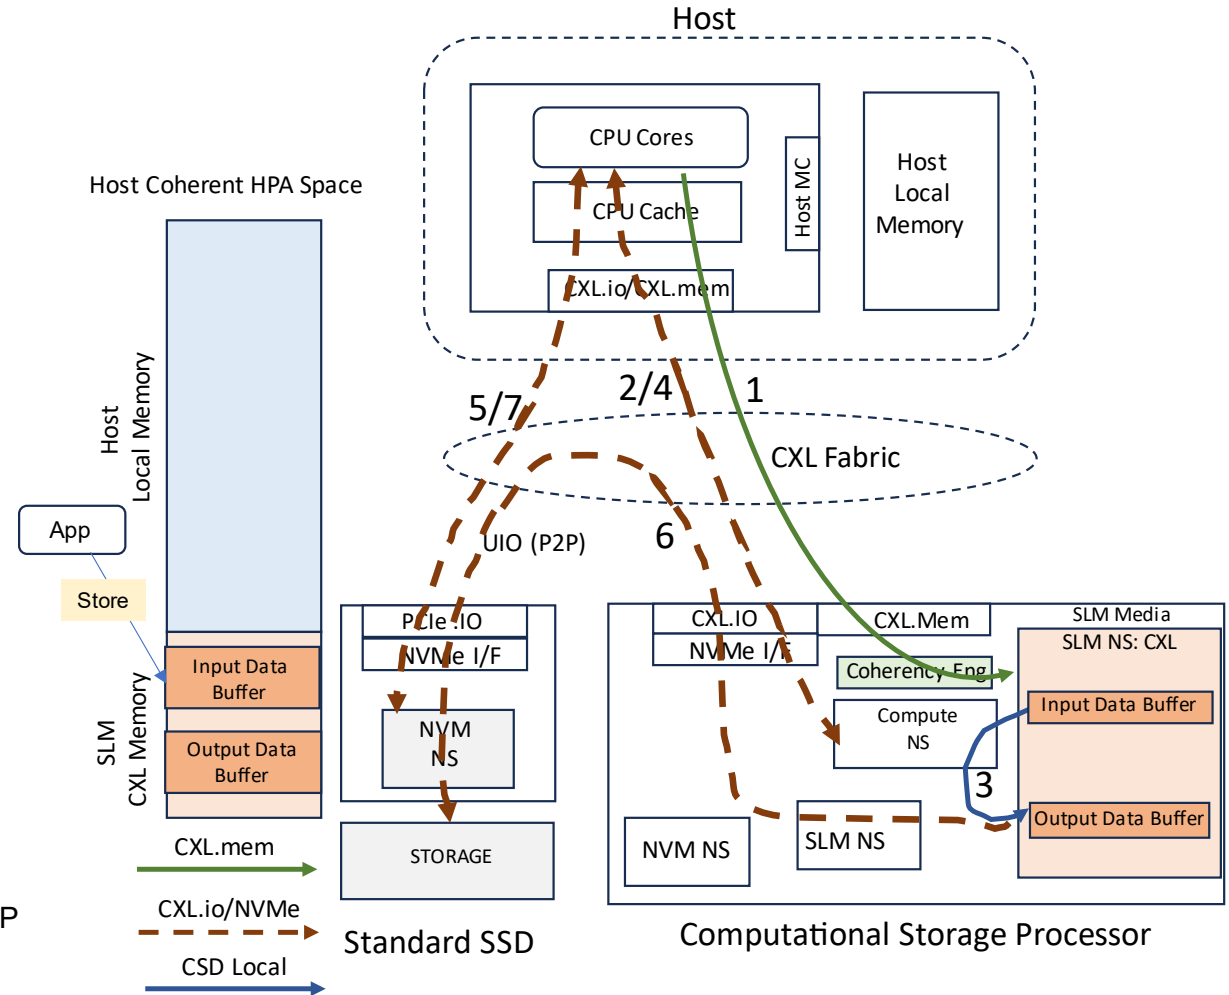 Host
CPU Cores
CPU Cache
Host MC
Host
Local
Memory
CXL.io/CXL.mem
Host Coherent HPA Space
Host
Local Memory
App
Store
Input Data
Buffer
Output Data
Buffer
SLM
CXL Memory
5/7
2/4
1
CXL Fabric
UIO (P2P)
6
PCIe .IO
NVMe I/F
NVM
NS
STORAGE
Standard SSD
CXL.IO
NVMe I/F
CXL.Mem
Coherency Eng
Compute
NS
3
SLM Media
SLM NS: CXL
Input Data Buffer
Output Data Buffer
NVM NS
SLM NS
Computational Storage Processor
CXL.mem
CXL.io/NVMe
P
CSD Local